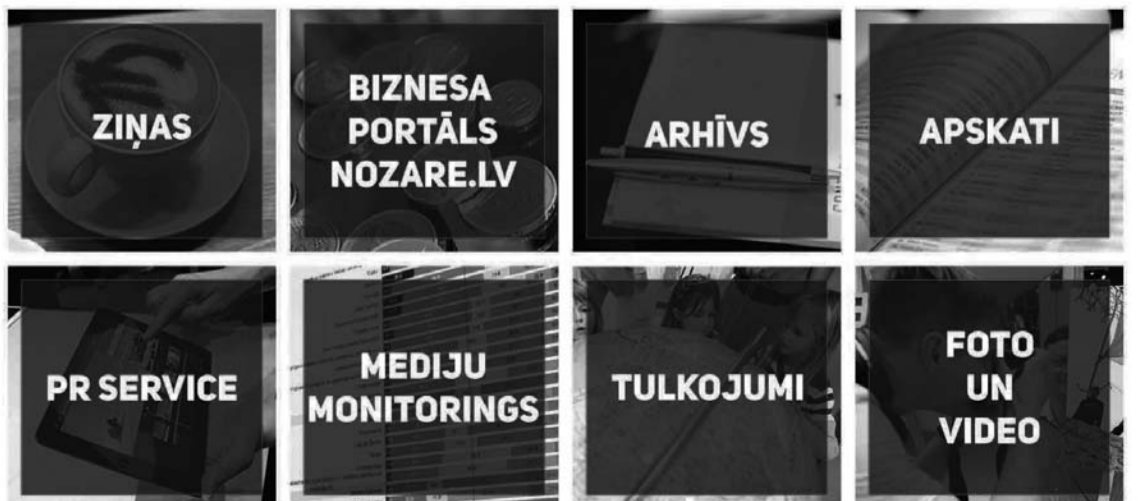 ZIŅAS
BIZNESA
PORTĀLS
NOZARE.LV
ARHĪVS
APSKATI
PR SERVICE
MEDIJU
MONITORINGS
TULKOJUMI
FOTO
UN
VIDEO